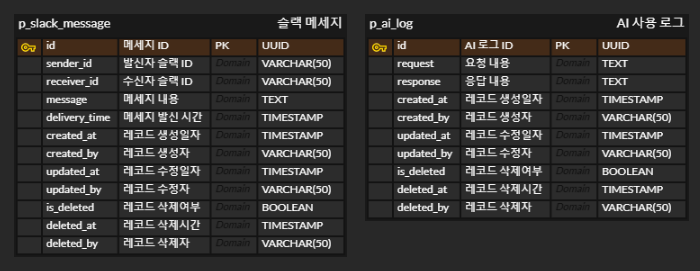 p_slack_message 슬랙 메세지
id 메세지 ID PK UUID
sender_id 발신자 슬랙 ID Domain VARCHAR(50)
receiver_id 수신자 슬랙 ID Domain VARCHAR(50)
message 메세지 내용 Domain TEXT
delivery_time 메세지 발신 시간 Domain TIMESTAMP
created_at 레코드 생성일자 Domain TIMESTAMP
created_by 레코드 생성자 Domain VARCHAR(50)
updated_at 레코드 수정일자 Domain TIMESTAMP
updated_by 레코드 수정자 Domain VARCHAR(50)
is_deleted 레코드 삭제여부 Domain BOOLEAN
deleted_at 레코드 삭제시간 Domain TIMESTAMP
deleted_by 레코드 삭제자 Domain VARCHAR(50)
p_ai_log AI 사용 로그
id AI 로그 ID PK UUID
request 요청 내용 Domain TEXT
response 응답 내용 Domain TEXT
created_at 레코드 생성일자 Domain TIMESTAMP
created_by 레코드 생성자 Domain VARCHAR(50)
updated_at 레코드 수정일자 Domain TIMESTAMP
updated_by 레코드 수정자 Domain VARCHAR(50)
is_deleted 레코드 삭제여부 Domain BOOLEAN
deleted_at 레코드 삭제시간 Domain TIMESTAMP
deleted_by 레코드 삭제자 Domain VARCHAR(50)